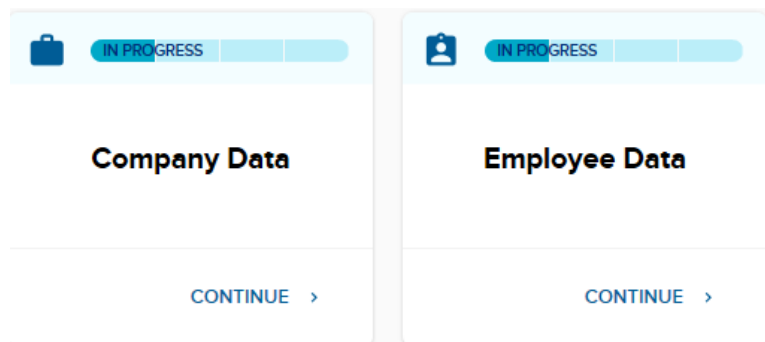 IN PROGRESS
Company Data
CONTINUE
IN PROGRESS
Employee Data
CONTINUE